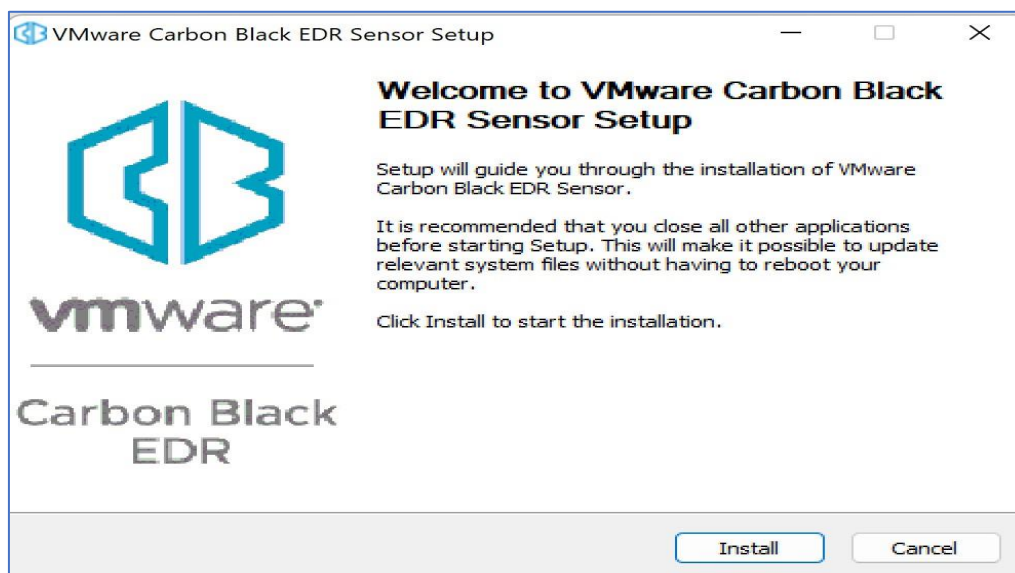 VMware Carbon Black EDR Sensor Setup
Welcome to VMware Carbon Black
EDR Sensor Setup
Setup will guide you through the installation of VMware
Carbon Black EDR Sensor.
It is recommended that you close all other applications
before starting Setup. This will make it possible to update
relevant system files without having to reboot your
computer.
Click Install to start the installation.
vmware
Carbon Black
EDR
Install
Cancel